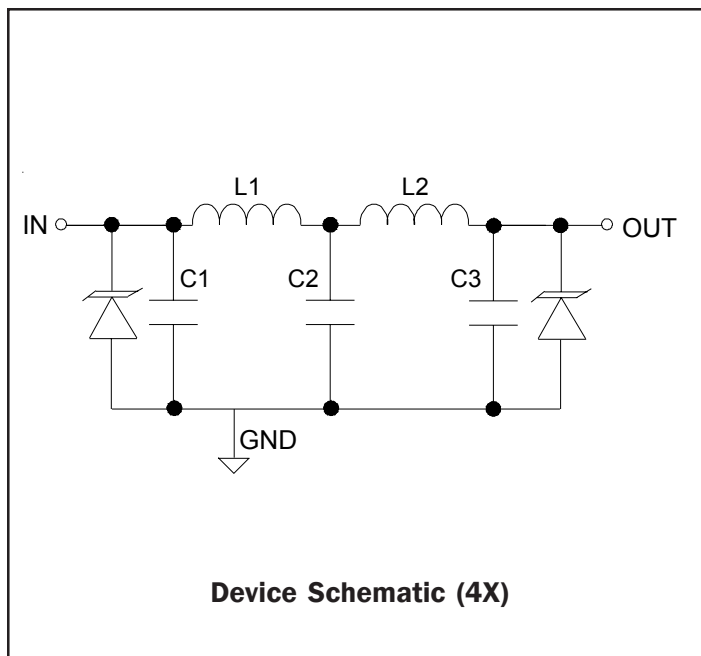 L1 L2
IN OUT
C1 C2 C3
GND
Device Schematic (4X)